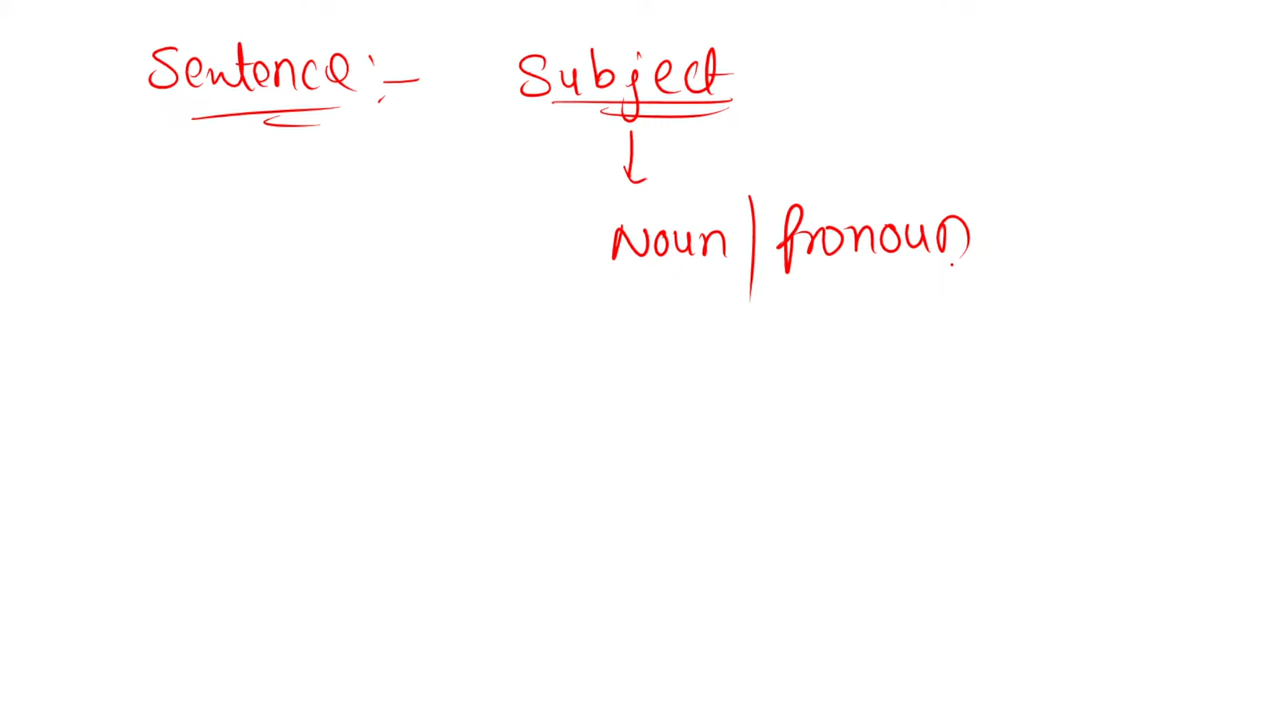 Sentence :- Subject
↓
Noun | Pronoun